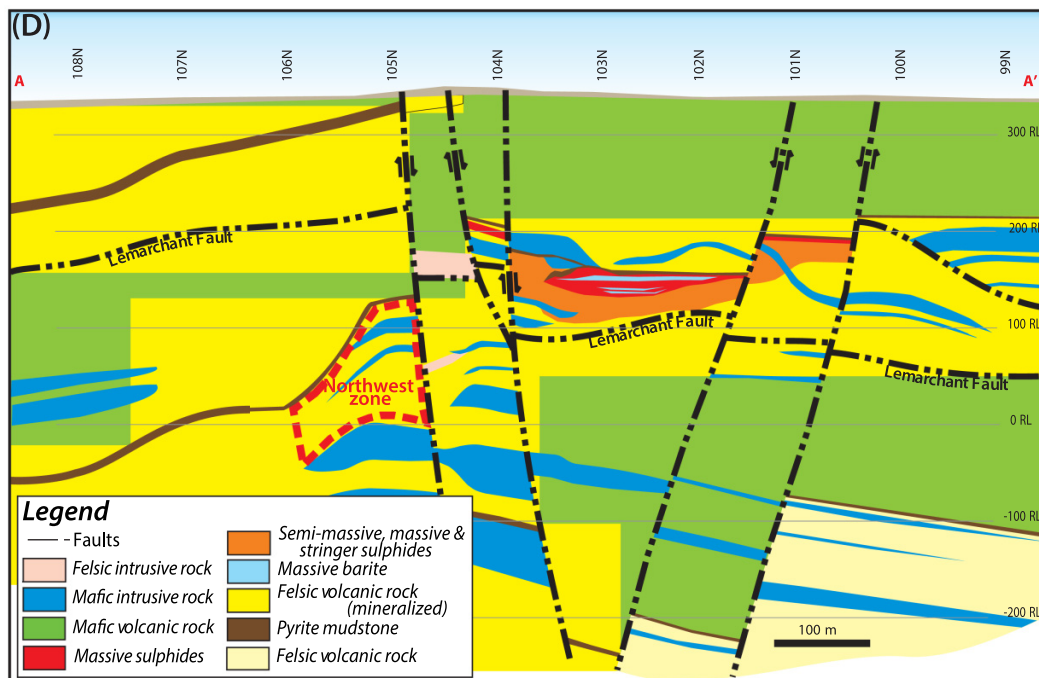 (D)
A
108N
107N
106N
105N
104N
103N
102N
101N
100N
99N
A'
300 RL
200 RL
Lemarchant Fault
100 RL
Lemarchant Fault
Lemarchant Fault
Northwest
zone
0 RL
-100 RL
-200 RL
100 m
Legend
Faults
Felsic intrusive rock
Mafic intrusive rock
Mafic volcanic rock
Massive sulphides
Semi-massive, massive &
stringer sulphides
Massive barite
Felsic volcanic rock
(mineralized)
Pyrite mudstone
Felsic volcanic rock